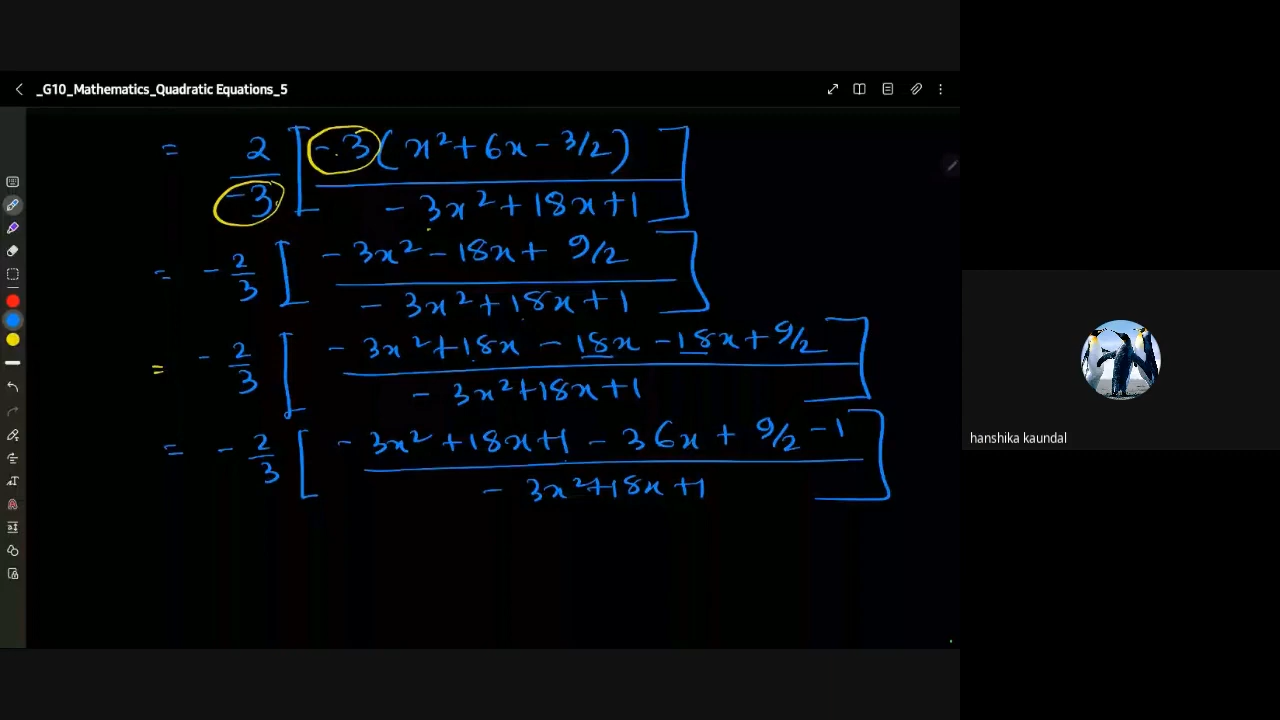 _G10_Mathematics_Quadratic Equations_5
= 2/-3 [ -3(x² + 6x - 3/2) / -3x² + 18x + 1 ]
= -2/3 [ -3x² - 18x + 9/2 / -3x² + 18x + 1 ]
= -2/3 [ -3x² + 18x - 18x - 18x + 9/2 / -3x² + 18x + 1 ]
= -2/3 [ -3x² + 18x + 1 - 36x + 9/2 - 1 / -3x² + 18x + 1 ]
hanshika kaundal